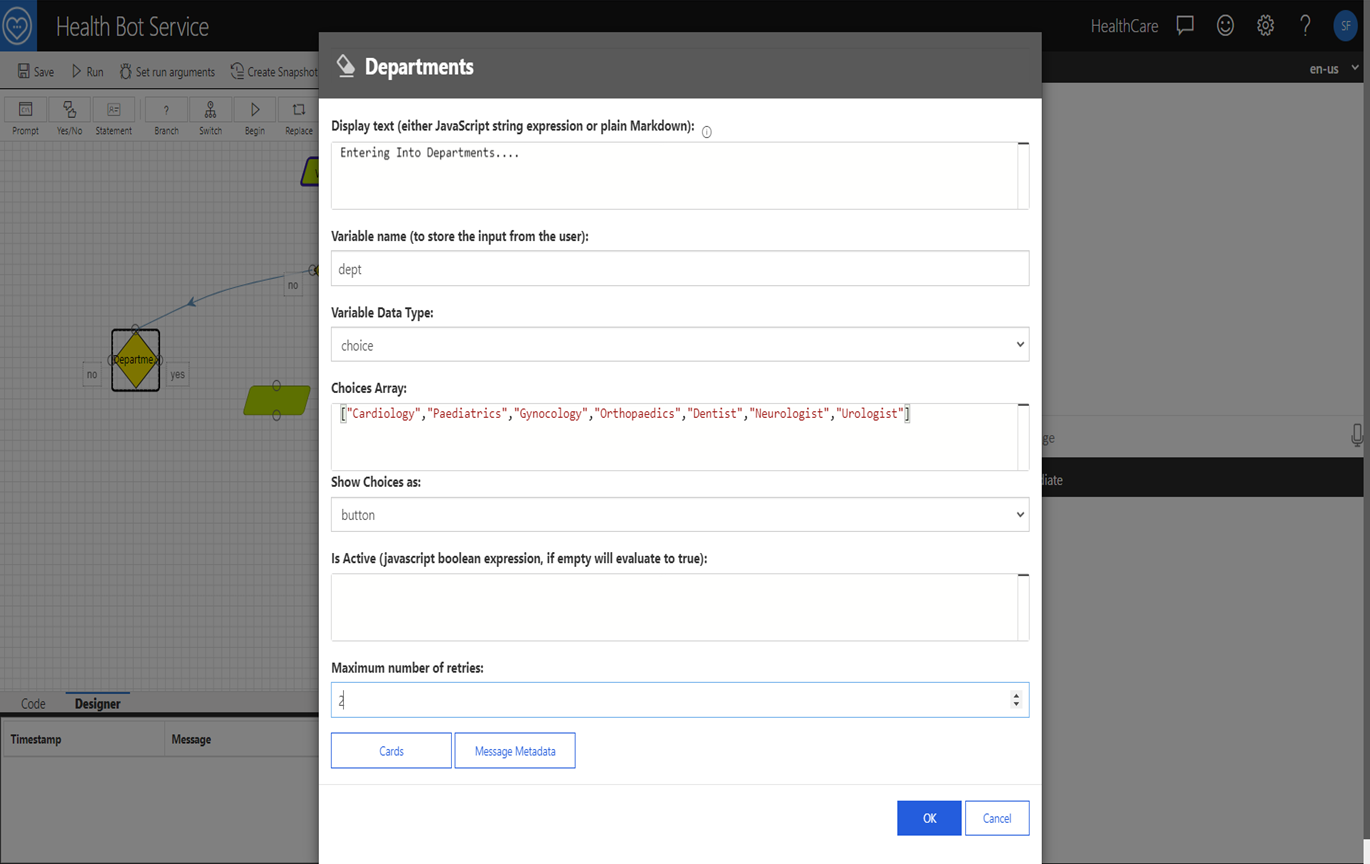 Health Bot Service
HealthCare
SF
Save
Run
Set run arguments
Create Snapshot
en-us
Prompt
Yes/No
Statement
Branch
Switch
Begin
Replace
Departments
Display text (either JavaScript string expression or plain Markdown):
Entering Into Departments....
Variable name (to store the input from the user):
dept
Variable Data Type:
choice
Choices Array:
["Cardiology","Paediatrics","Gynocology","Orthopaedics","Dentist","Neurologist","Urologist"]
Show Choices as:
button
Is Active (javascript boolean expression, if empty will evaluate to true):
Maximum number of retries:
2
Cards
Message Metadata
OK
Cancel
no
Departme
no
yes
Code
Designer
Timestamp
Message
ge
diate